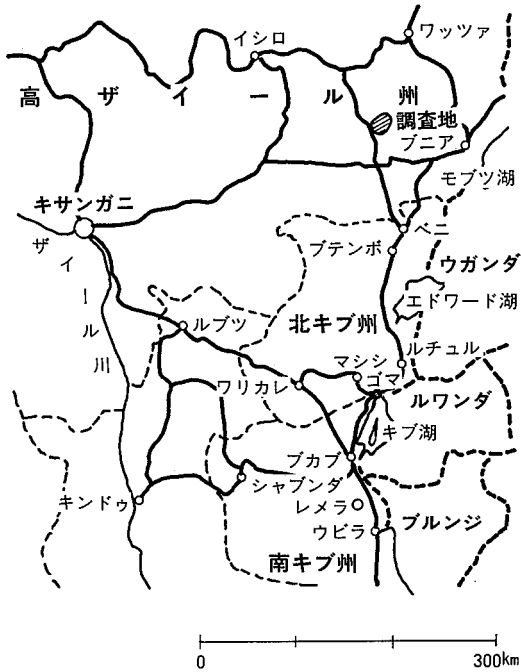 ワッツァ
イシロ
高ザイール州
調査地
ブニア
モブツ湖
キサンガニ
ベニ
ザイール川
ブテンボ
ウガンダ
エドワード湖
北キブ州
ルブツ
ルチュル
マシシ
ゴマ
ワリカレ
ルワンダ
キブ湖
ブカブ
シャブンダ
キンドゥ
レメラ
ブルンジ
ウビラ
南キブ州
0 300km